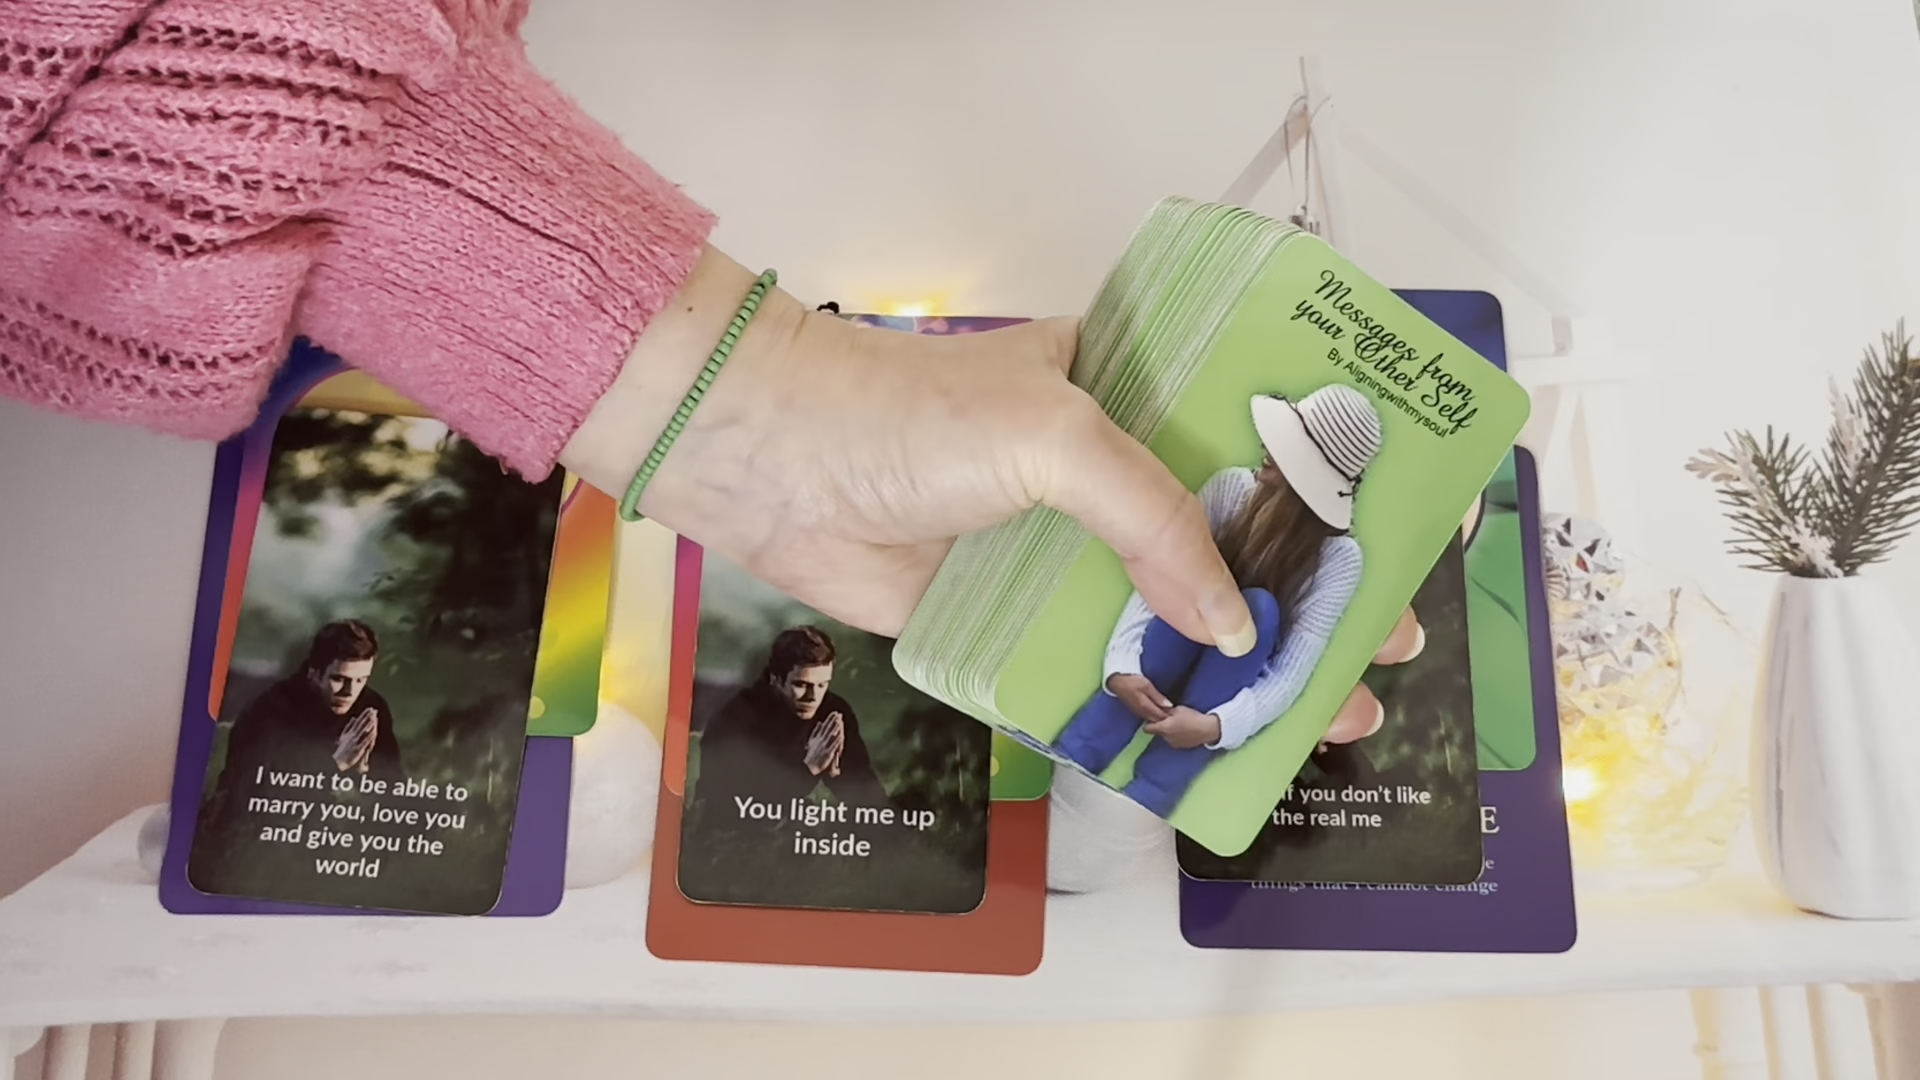 Messages from
your Other Self
By Aligningwithmysoul
I want to be able to
marry you, love you
and give you the
world
You light me up
inside
if you don't like
the real me
things that I cannot change